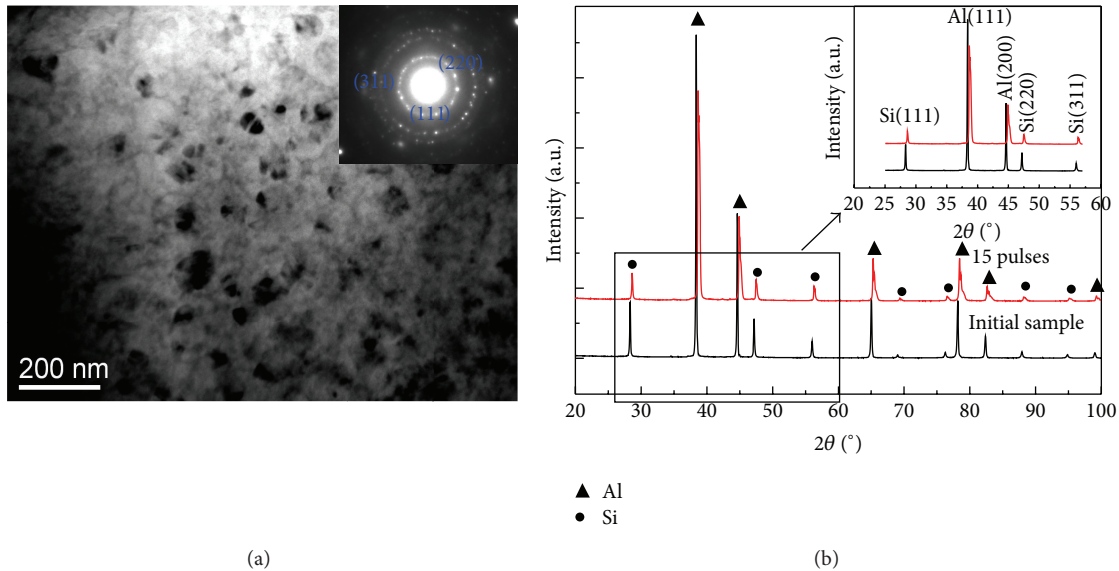 (220)
(311)
(111)
200 nm
(a)
Intensity (a.u.)
Al(111)
Al(200)
Si(220)
Si(311)
Si(111)
Intensity (a.u.)
25 30 35 40 45 50 55 60
2θ (°)
15 pulses
Initial sample
20 30 40 50 60 70 80 90 100
2θ (°)
Al
Si
(b)